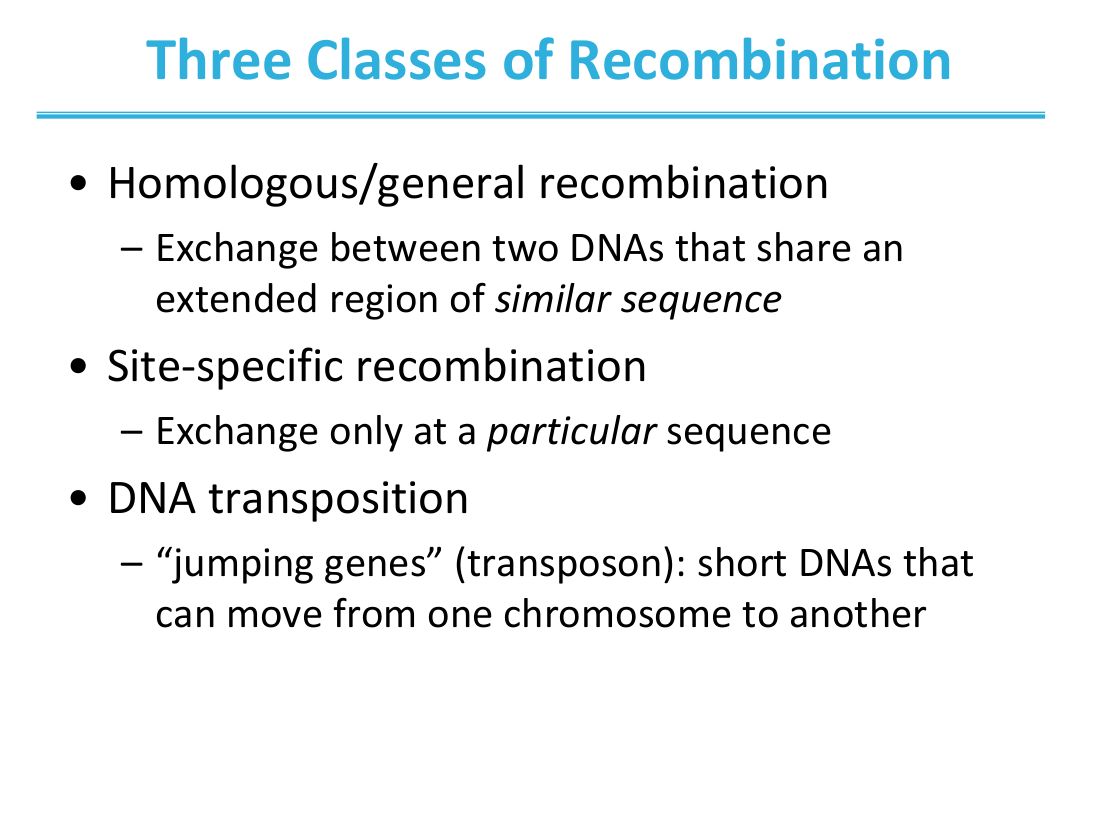 Three Classes of Recombination
• Homologous/general recombination
– Exchange between two DNAs that share an
extended region of similar sequence
• Site-specific recombination
– Exchange only at a particular sequence
• DNA transposition
– “jumping genes” (transposon): short DNAs that
can move from one chromosome to another